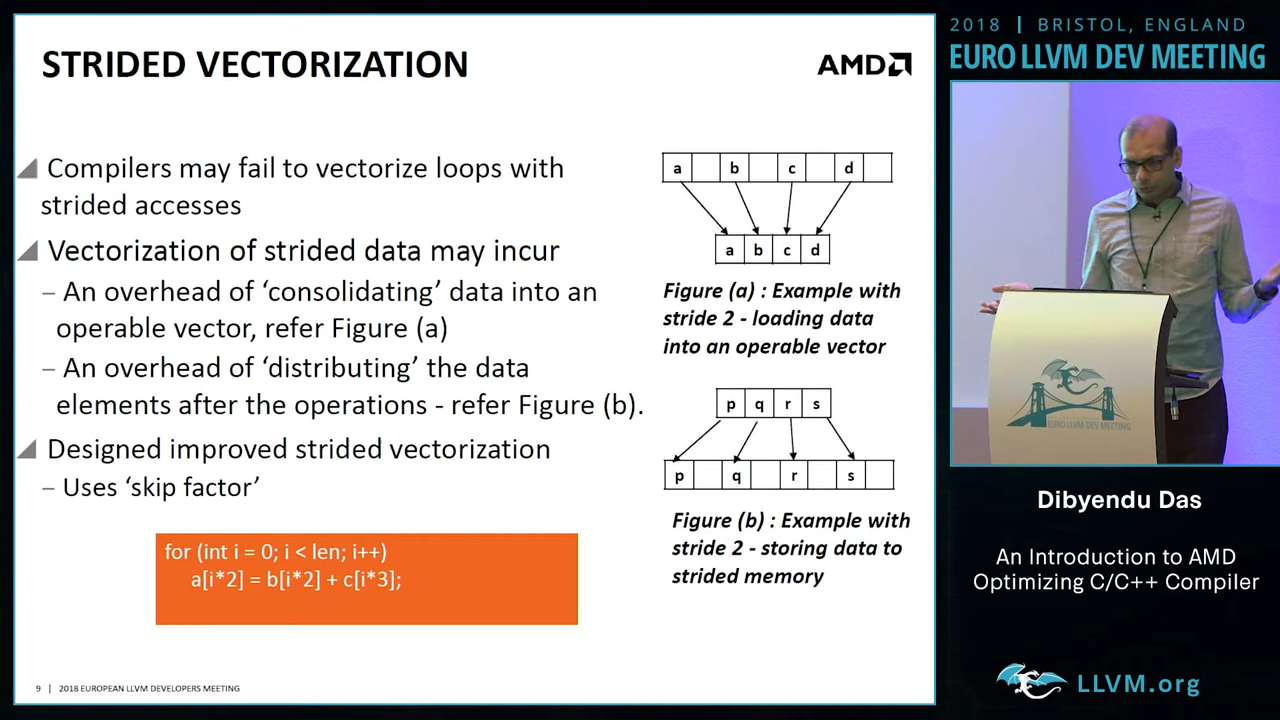 STRIDED VECTORIZATION
AMD
Compilers may fail to vectorize loops with
strided accesses
Vectorization of strided data may incur
– An overhead of ‘consolidating’ data into an
operable vector, refer Figure (a)
– An overhead of ‘distributing’ the data
elements after the operations - refer Figure (b).
Designed improved strided vectorization
– Uses ‘skip factor’
for (int i = 0; i < len; i++)
a[i*2] = b[i*2] + c[i*3];
a b c d
a b c d
Figure (a) : Example with
stride 2 - loading data
into an operable vector
p q r s
p q r s
Figure (b) : Example with
stride 2 - storing data to
strided memory
9 | 2018 EUROPEAN LLVM DEVELOPERS MEETING
2018 | BRISTOL, ENGLAND
EURO LLVM DEV MEETING
EURO LLVM DEV MEETING
Dibyendu Das
An Introduction to AMD
Optimizing C/C++ Compiler
LLVM.org